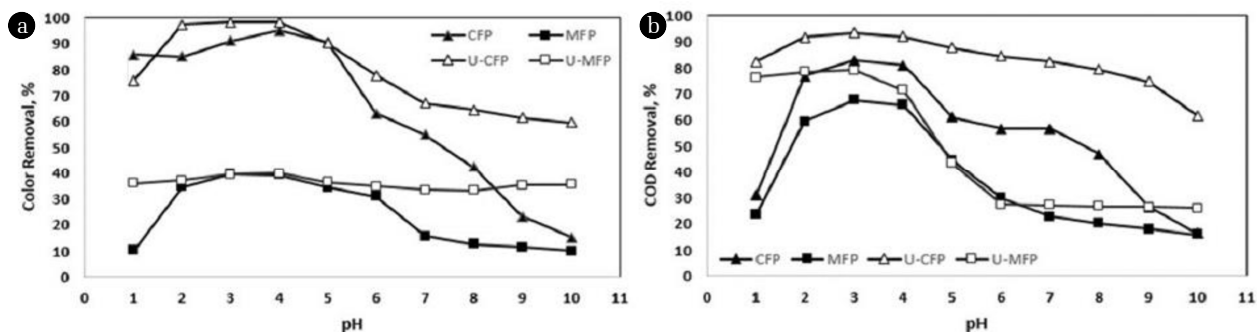 a
Color Removal, %
100
90
80
70
60
50
40
30
20
10
0
CFP MFP
U-CFP U-MFP
0 1 2 3 4 5 6 7 8 9 10 11
pH
b
COD Removal, %
100
90
80
70
60
50
40
30
20
10
0
CFP MFP U-CFP U-MFP
0 1 2 3 4 5 6 7 8 9 10 11
pH